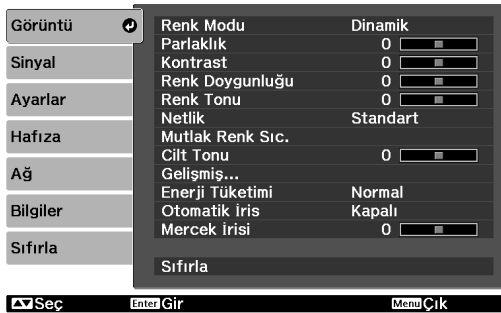 Görüntü
Sinyal
Ayarlar
Hafıza
Ağ
Bilgiler
Sıfırla
Renk Modu Dinamik
Parlaklık 0
Kontrast 0
Renk Doygunluğu 0
Renk Tonu 0
Netlik Standart
Mutlak Renk Sıc.
Cilt Tonu 0
Gelişmiş...
Enerji Tüketimi Normal
Otomatik İris Kapalı
Mercek İrisi 0
Sıfırla
Seç Enter Gir Menu Çık